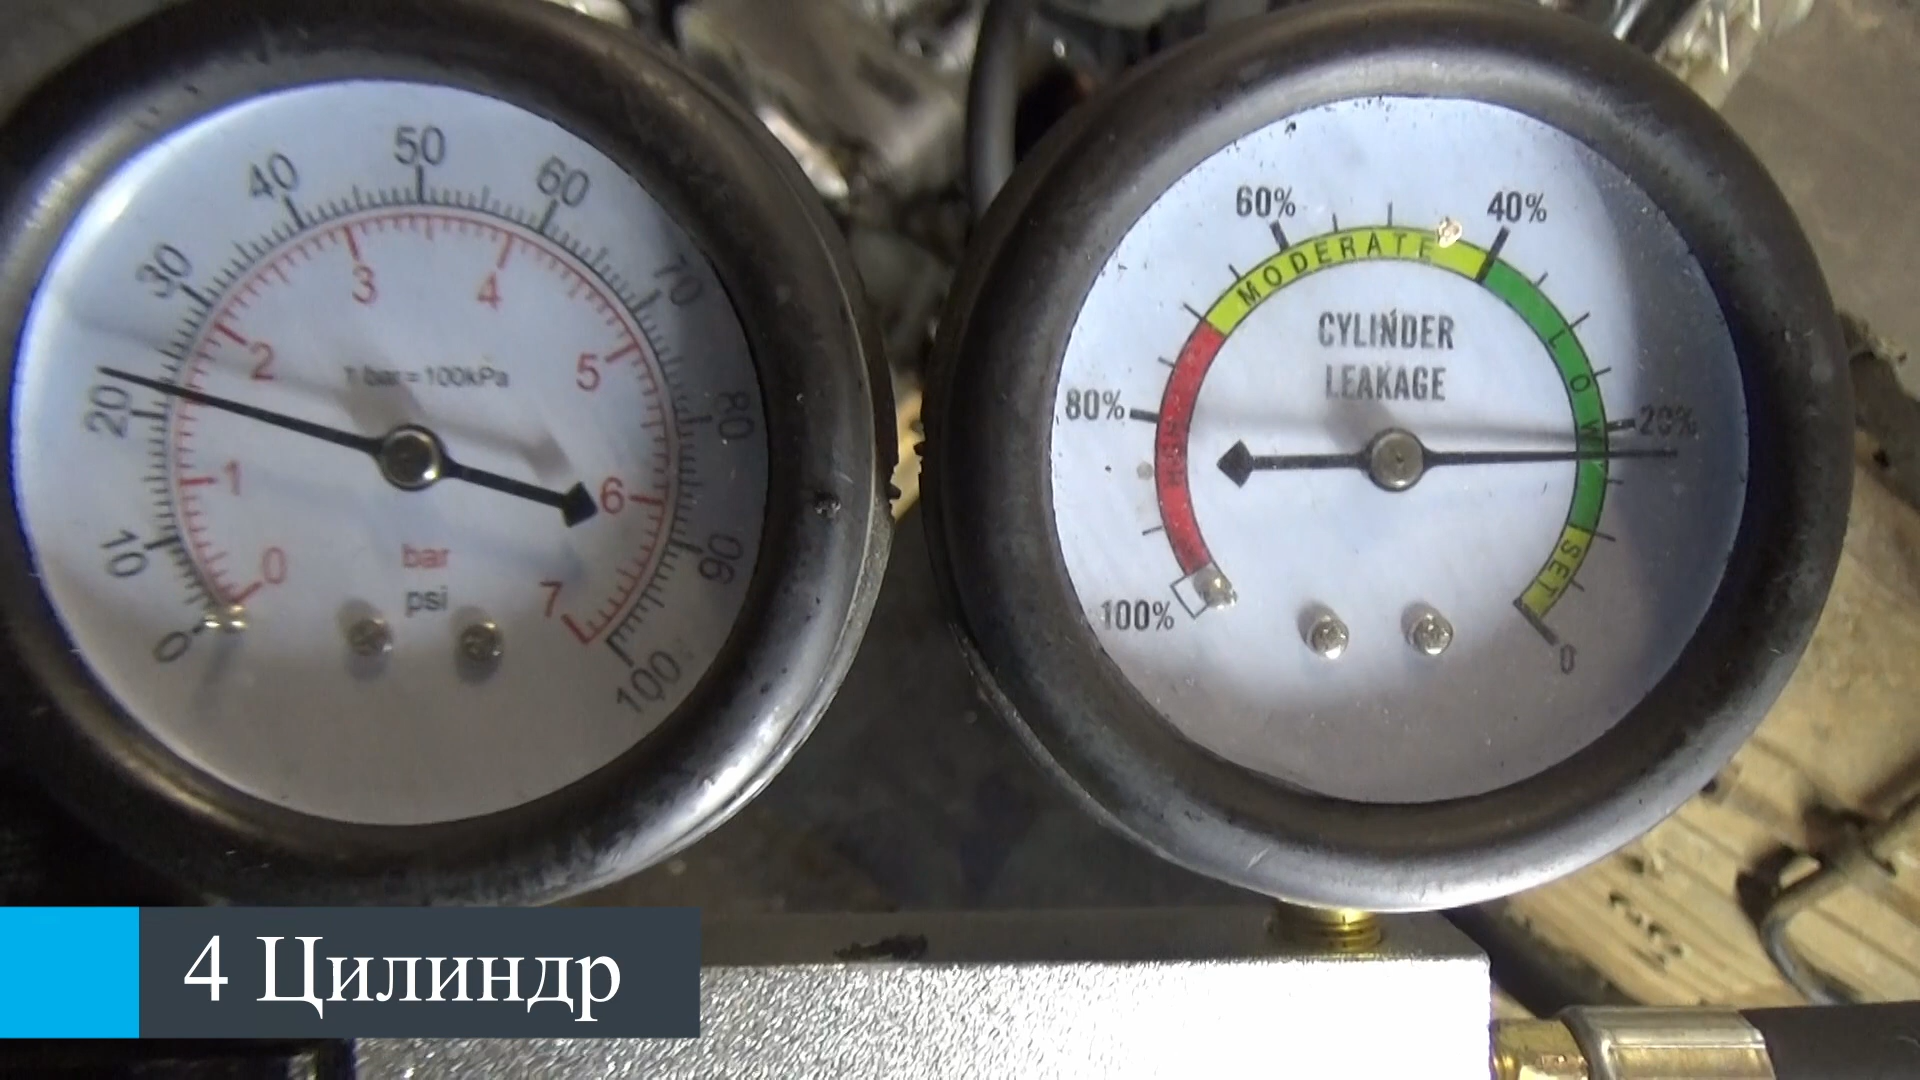 0
10
20
30
40
50
60
70
80
90
100
0
1
2
3
4
5
6
7
1 bar = 100kPa
bar
psi
100%
80%
60%
40%
20%
0
HIGH
MODERATE
LOW
SET
CYLINDER
LEAKAGE
4 Цилиндр